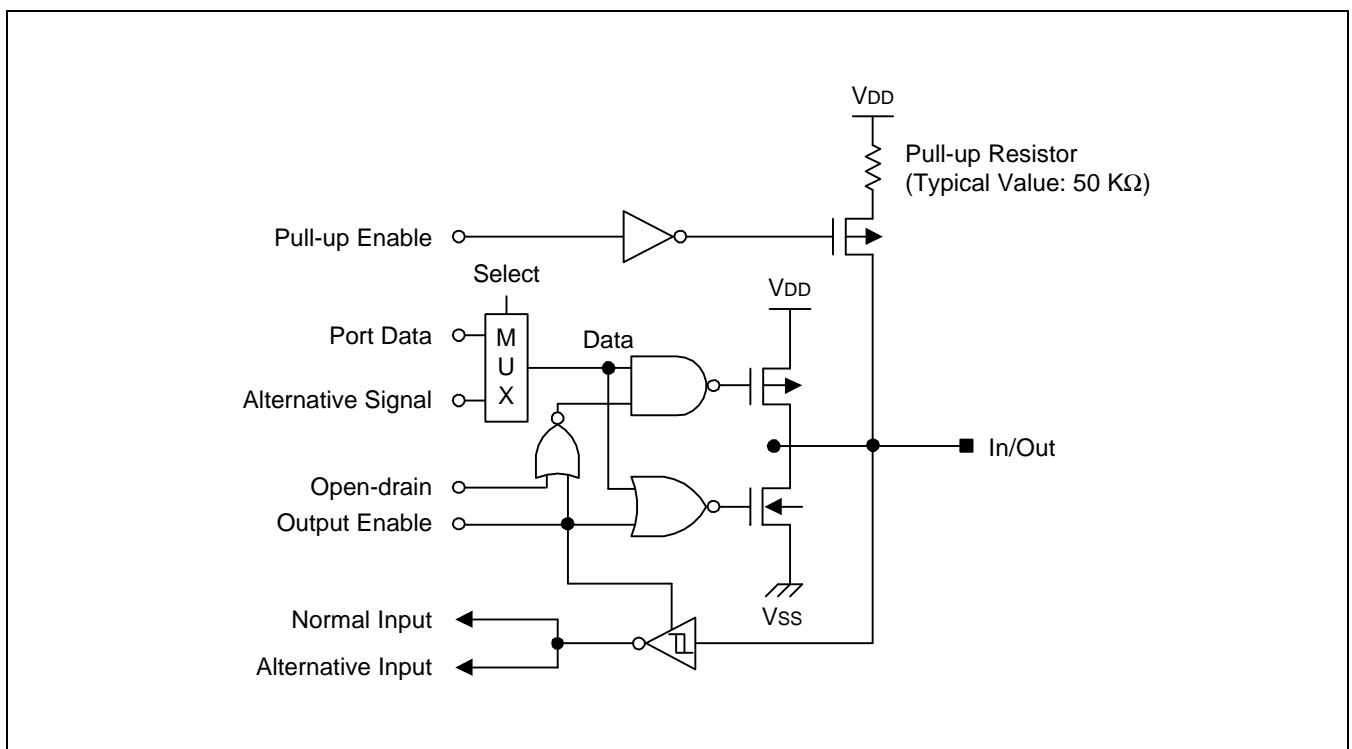 VDD
Pull-up Resistor
(Typical Value: 50 KΩ)
Pull-up Enable
Select
VDD
Port Data
M
U
X
Data
Alternative Signal
In/Out
Open-drain
Output Enable
Normal Input
VSS
Alternative Input